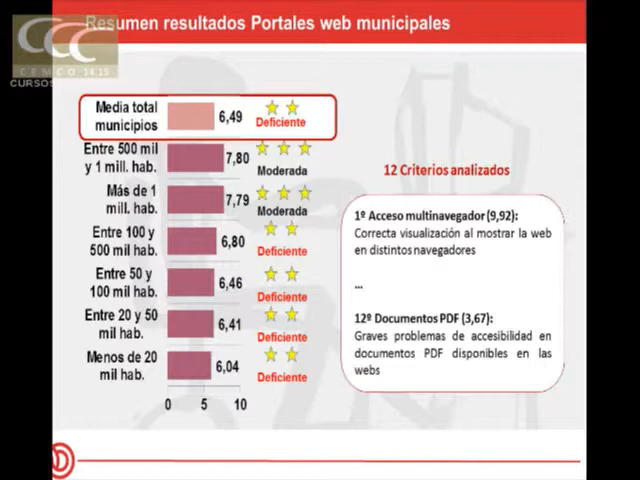 Resumen resultados Portales web municipales
CCC
CEMCO 14.15
CURSOS
Media total
municipios
6,49
Deficiente
Entre 500 mil
y 1 mill. hab.
7,80
Moderada
Más de 1
mill. hab.
7,79
Moderada
Entre 100 y
500 mil hab.
6,80
Deficiente
Entre 50 y
100 mil hab.
6,46
Deficiente
Entre 20 y 50
mil hab.
6,41
Deficiente
Menos de 20
mil hab.
6,04
Deficiente
0 5 10
12 Criterios analizados
1º Acceso multinavegador (9,92):
Correcta visualización al mostrar la web
en distintos navegadores
...
12º Documentos PDF (3,67):
Graves problemas de accesibilidad en
documentos PDF disponibles en las
webs